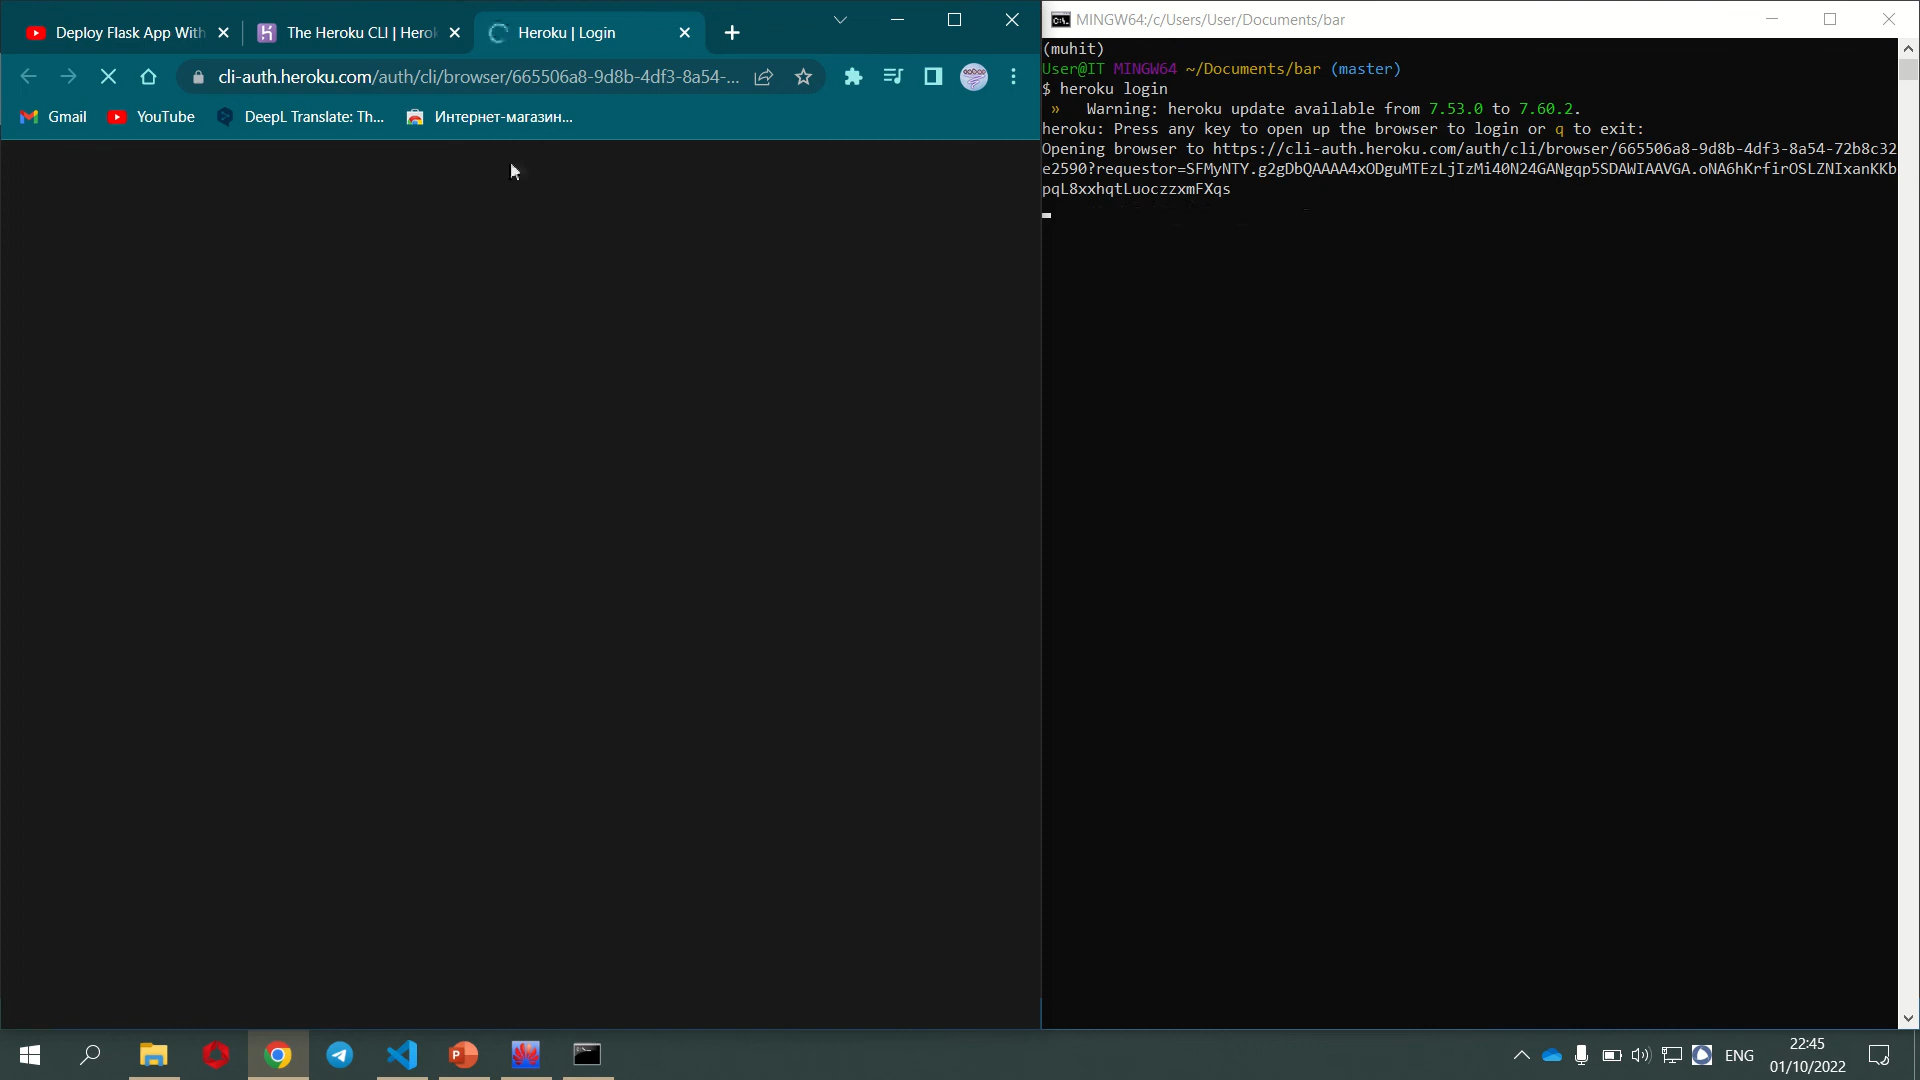 Deploy Flask App With
The Heroku CLI | Herok
Heroku | Login
cli-auth.heroku.com/auth/cli/browser/665506a8-9d8b-4df3-8a54-...
Gmail
YouTube
DeepL Translate: Th...
Интернет-магазин...
MINGW64:/c/Users/User/Documents/bar
(muhit)
User@IT MINGW64 ~/Documents/bar (master)
$ heroku login
»   Warning: heroku update available from 7.53.0 to 7.60.2.
heroku: Press any key to open up the browser to login or q to exit:
Opening browser to https://cli-auth.heroku.com/auth/cli/browser/665506a8-9d8b-4df3-8a54-72b8c32
e2590?requestor=SFMyNTY.g2gDbQAAAA4xODguMTEzLjIzMi40N24GANgqp5SDAWIAAVGA.oNA6hKrfirOSLZNIxanKKb
pqL8xxhqtLuoczzxmFXqs
ENG
22:45
01/10/2022